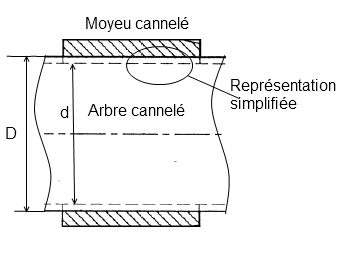 Moyeu cannelé
Représentation
simplifiée
d
Arbre cannelé
D